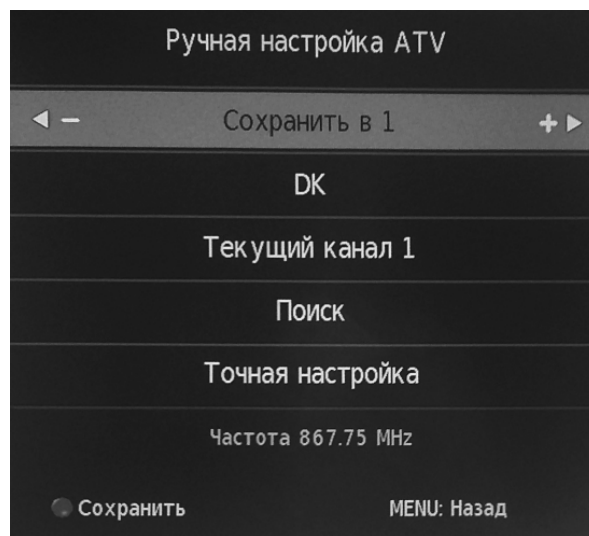 Ручная настройка ATV
− Сохранить в 1 +
DK
Текущий канал 1
Поиск
Точная настройка
Частота 867.75 MHz
Сохранить MENU: Назад